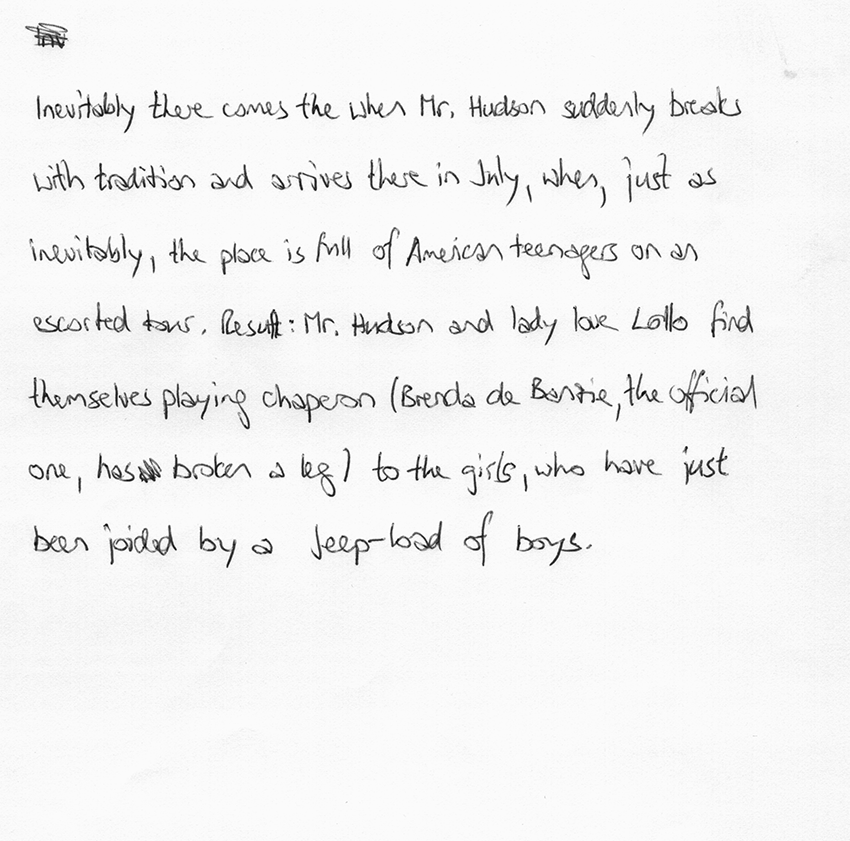 Inevitably there comes the when Mr. Hudson suddenly breaks
with tradition and arrives there in July, when, just as
inevitably, the place is full of American teenagers on an
escorted tour. Result: Mr. Hudson and lady love Lollo find
themselves playing chaperon (Brenda de Banzie, the official
one, has broken a leg) to the girls, who have just
been joided by a Jeep-load of boys.